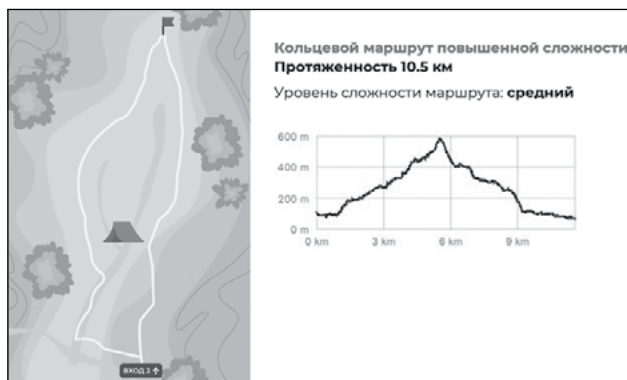 Кольцевой маршрут повышенной сложности
Протяженность 10.5 км
Уровень сложности маршрута: средний
600 m
400 m
200 m
0 m
0 km 3 km 6 km 9 km
ВХОД 2